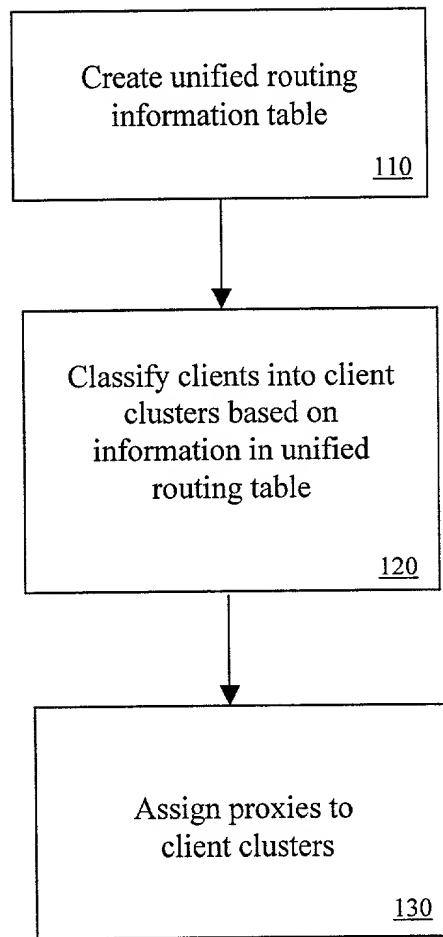 Create unified routing
information table
110
Classify clients into client
clusters based on
information in unified
routing table
120
Assign proxies to
client clusters
130